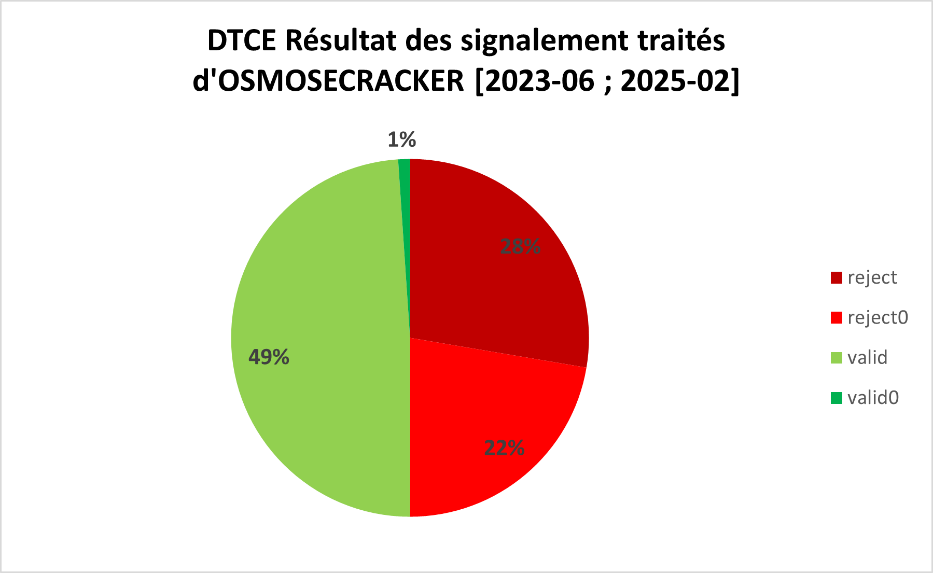 DTCE Résultat des signalement traités
d'OSMOSECRACKER [2023-06 ; 2025-02]
1%
28%
49%
22%
reject
reject0
valid
valid0